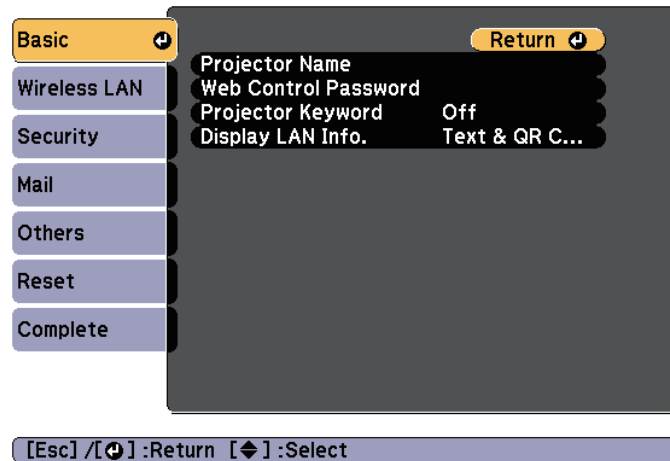 Basic
Wireless LAN
Security
Mail
Others
Reset
Complete
Return
Projector Name
Web Control Password
Projector Keyword Off
Display LAN Info. Text & QR C...
[Esc] /[ ] :Return [ ] :Select